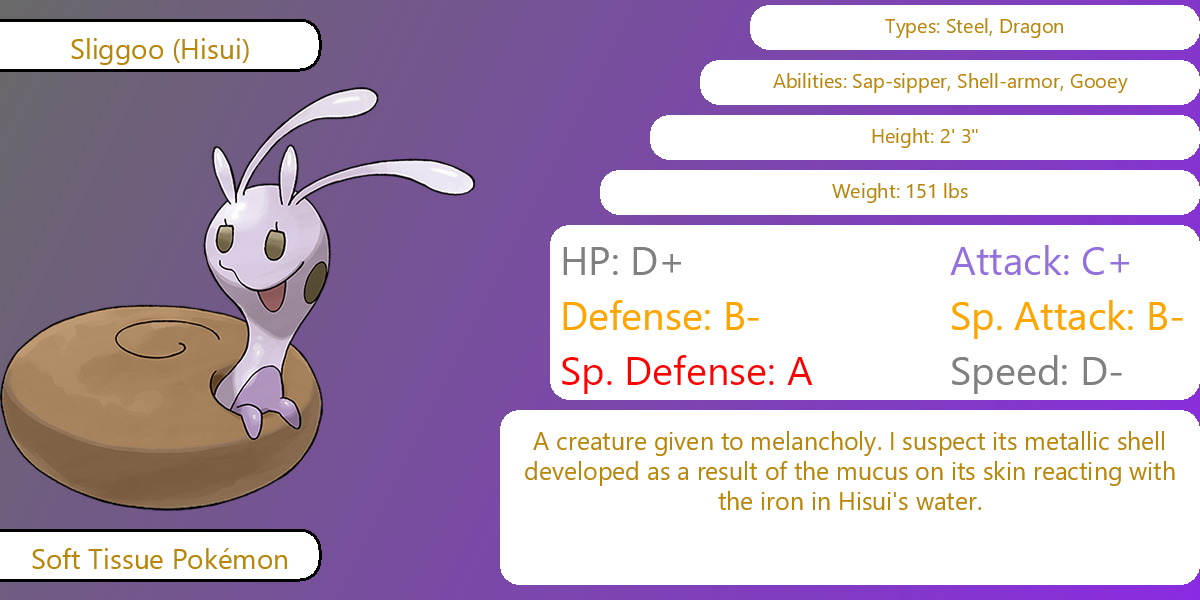 Sliggoo (Hisui)
Types: Steel, Dragon
Abilities: Sap-sipper, Shell-armor, Gooey
Height: 2' 3"
Weight: 151 lbs
HP: D+
Attack: C+
Defense: B-
Sp. Attack: B-
Sp. Defense: A
Speed: D-
A creature given to melancholy. I suspect its metallic shell
developed as a result of the mucus on its skin reacting with
the iron in Hisui's water.
Soft Tissue Pokémon